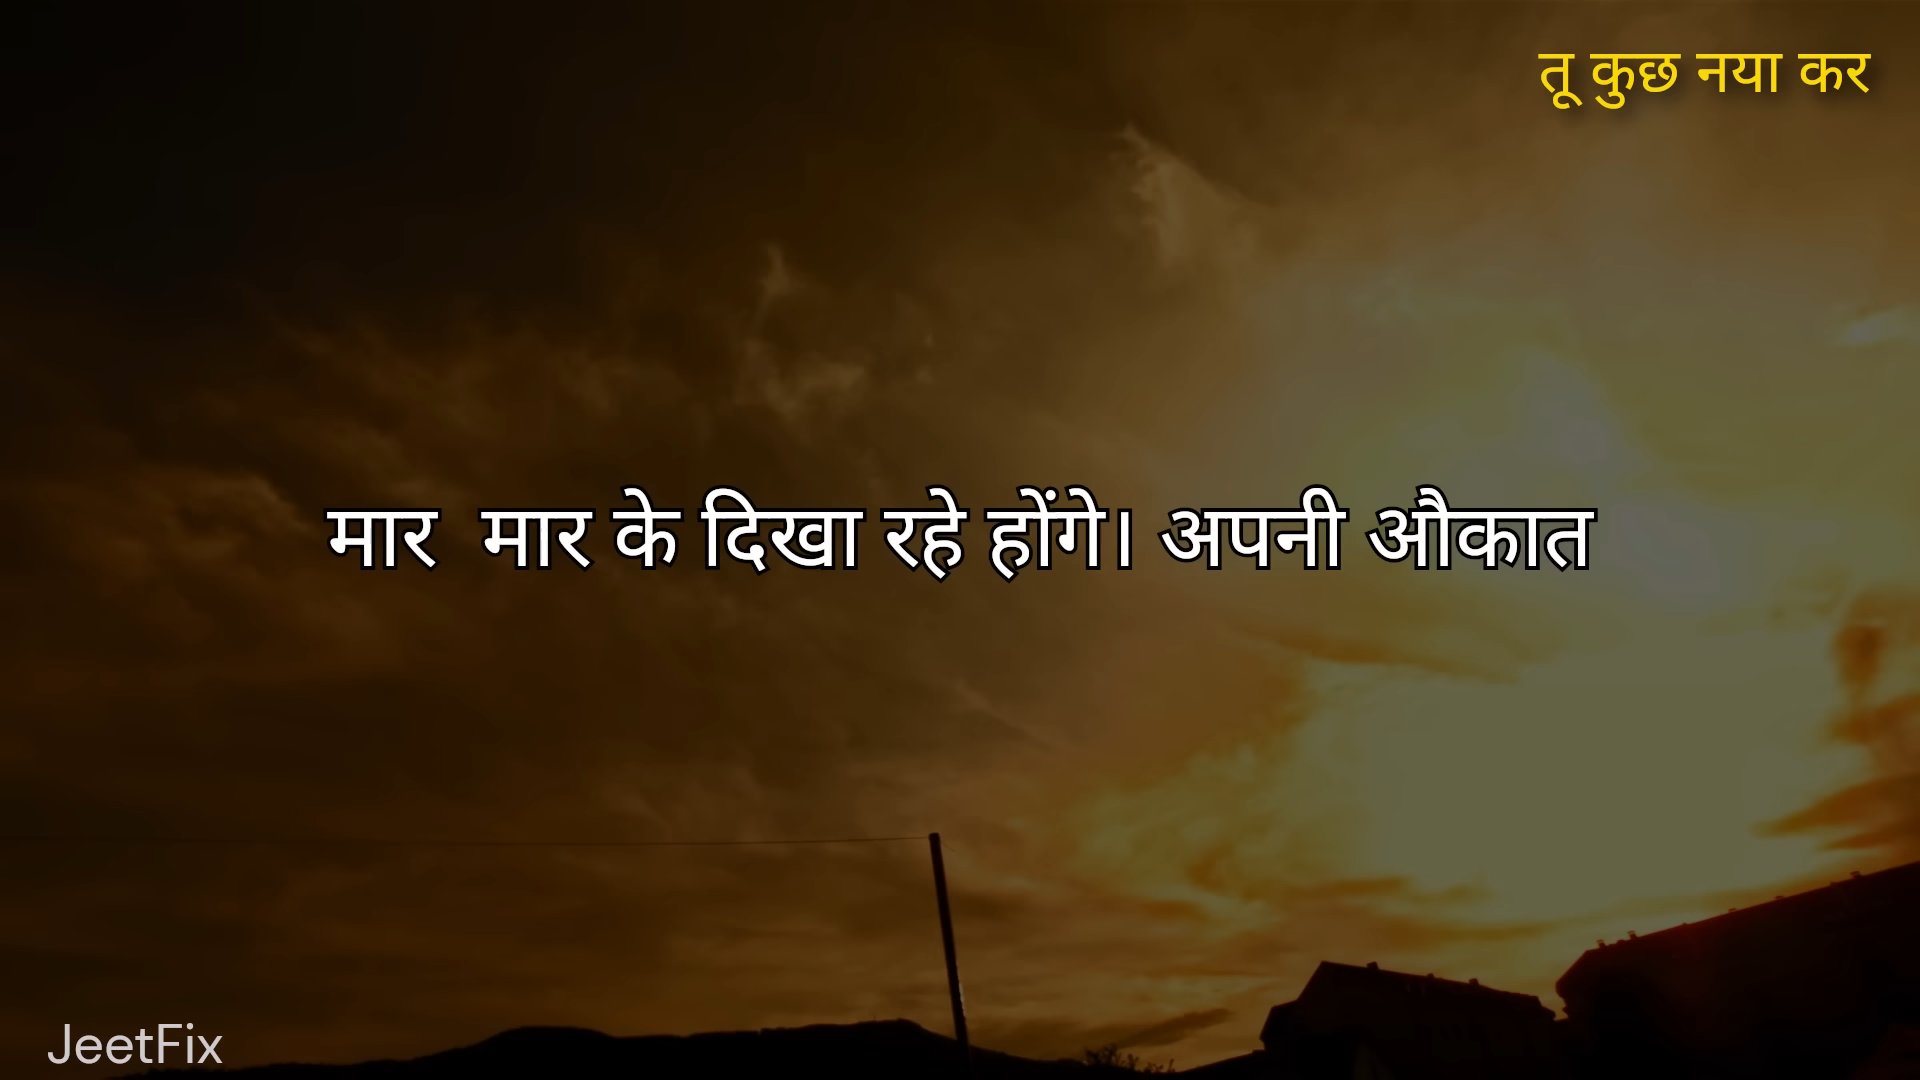 तू कुछ नया कर
मार  मार के दिखा रहे होंगे। अपनी औकात
JeetFix